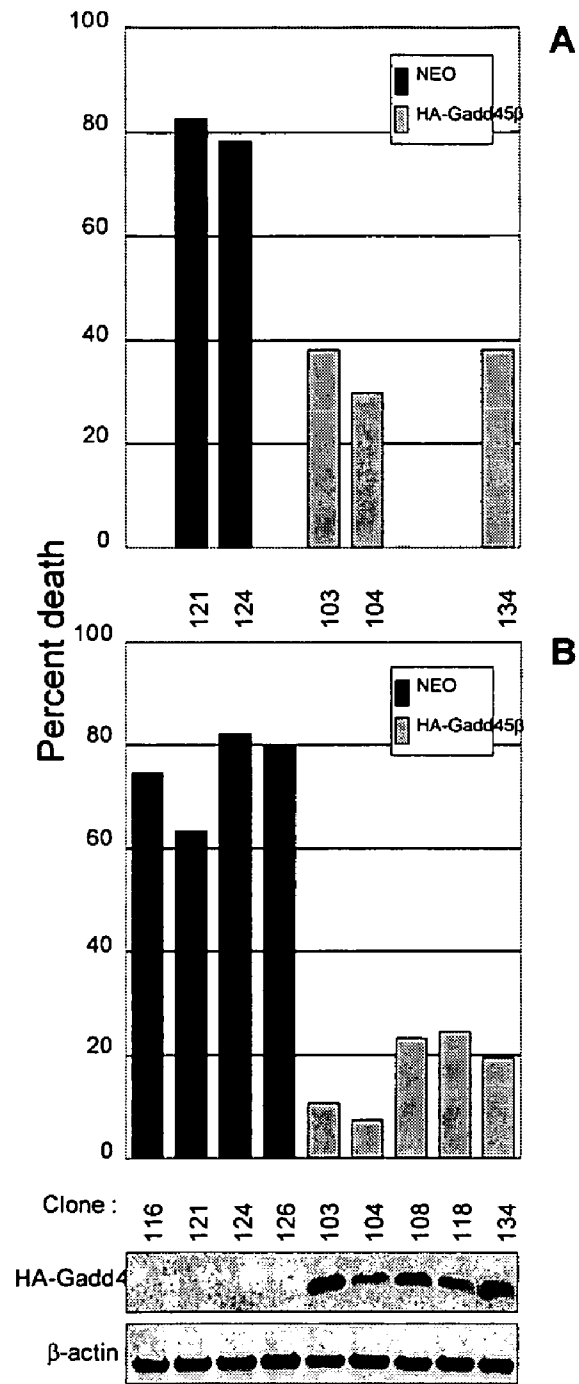 A
100
80
60
40
20
0
NEO
HA-Gadd45β
121 124 103 104 134
Percent death
B
100
80
60
40
20
0
NEO
HA-Gadd45β
Clone : 116 121 124 126 103 104 108 118 134
HA-Gadd4
β-actin